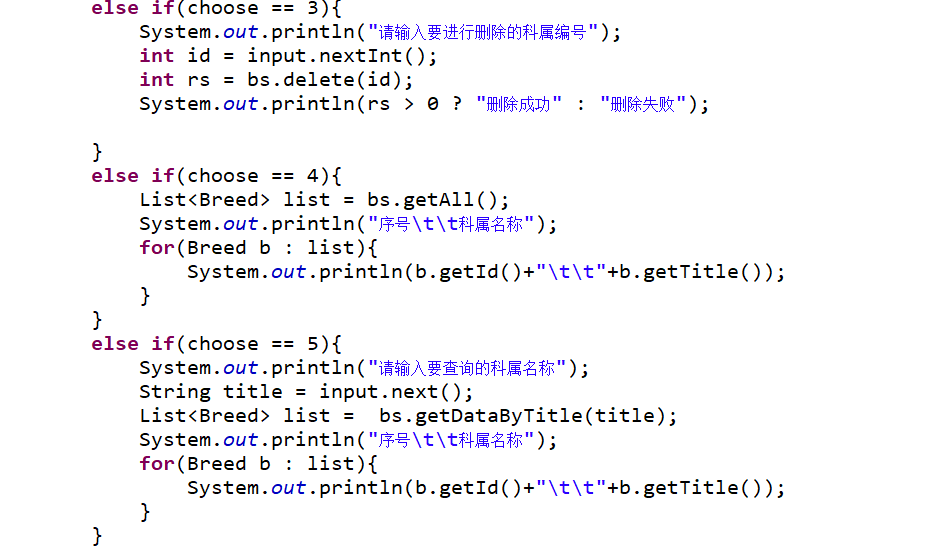 else if(choose == 3){
System.out.println("请输入要进行删除的科属编号");
int id = input.nextInt();
int rs = bs.delete(id);
System.out.println(rs > 0 ? "删除成功" : "删除失败");
}
else if(choose == 4){
List<Breed> list = bs.getAll();
System.out.println("序号\t\t科属名称");
for(Breed b : list){
System.out.println(b.getId()+"\t\t"+b.getTitle());
}
}
else if(choose == 5){
System.out.println("请输入要查询的科属名称");
String title = input.next();
List<Breed> list =  bs.getDataByTitle(title);
System.out.println("序号\t\t科属名称");
for(Breed b : list){
System.out.println(b.getId()+"\t\t"+b.getTitle());
}
}